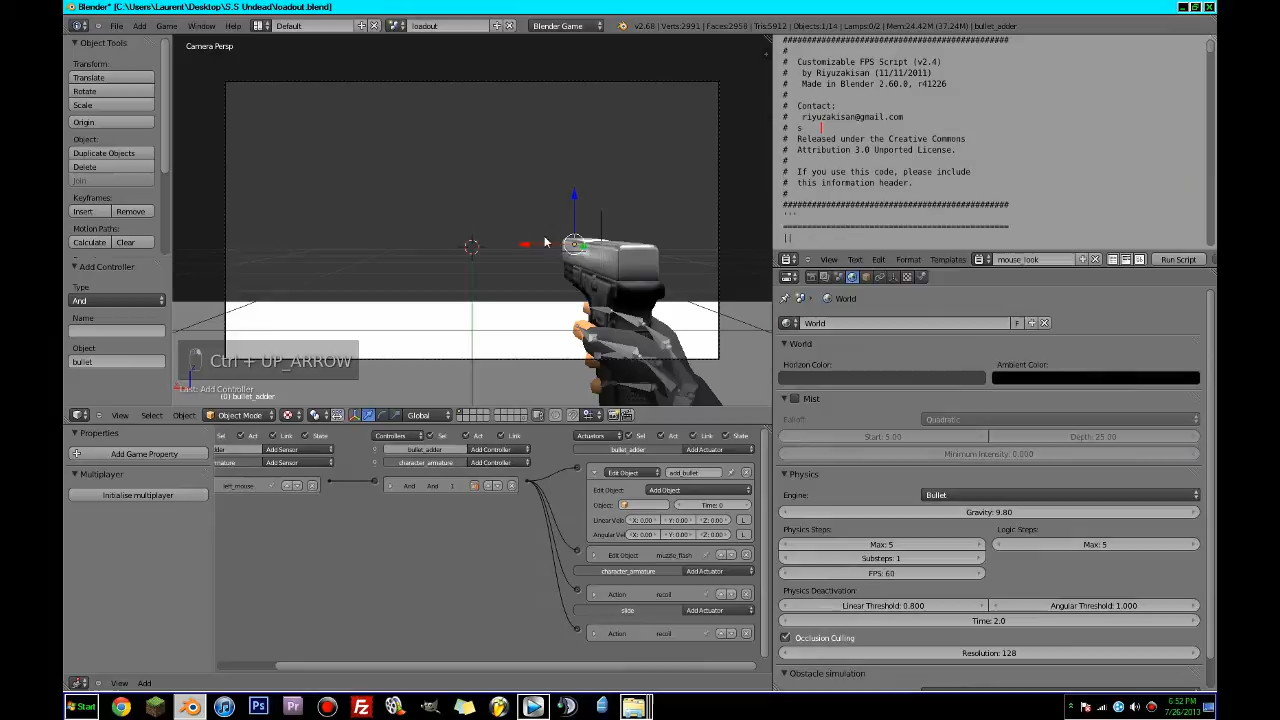 Blender* [C:\Users\Laurent\Desktop\S.S Undead\loadout.blend]
File Add Game Window Help Default loadout Blender Game v2.68 | Verts:2991 | Faces:2958 | Tris:5912 | Objects:1/14 | Lamps:0/2 | Mem:24.42M (37.24M) | bullet_adder
Object Tools
Transform:
Translate
Rotate
Scale
Origin
Object:
Duplicate Objects
Delete
Join
Keyframes:
Insert Remove
Motion Paths:
Calculate Clear
Add Controller
Type
And
Name
Object
bullet
Camera Persp
Ctrl + UP_ARROW
Last: Add Controller
(0) bullet_adder
View Select Object Object Mode Global
##############################################
#
# Customizable FPS Script (v2.4)
# by Riyuzakisan (11/11/2011)
# Made in Blender 2.60.0, r41226
#
# Contact:
# riyuzakisan@gmail.com
# s
# Released under the Creative Commons
# Attribution 3.0 Unported License.
#
# If you use this code, please include
# this information header.
#
##############################################
'''
==============================================
||
View Text Edit Format Templates mouse_look Run Script
World
World F
World
Horizon Color: Ambient Color:
Mist
Falloff: Quadratic
Start: 5.00 Depth: 25.00
Minimum Intensity: 0.000
Physics
Engine: Bullet
Gravity: 9.80
Physics Steps: Logic Steps:
Max: 5 Max: 5
Substeps: 1
FPS: 60
Physics Deactivation:
Linear Threshold: 0.800 Angular Threshold: 1.000
Time: 2.0
Occlusion Culling
Resolution: 128
Obstacle simulation
Properties
Add Game Property
Multiplayer
Initialise multiplayer
Sel Act Link State Controllers Sel Act Link Actuators Sel Act Link State
Add Sensor bullet_adder Add Controller bullet_adder Add Actuator
Add Sensor character_armature Add Controller
left_mouse And And 1
Edit Object add_bullet
Edit Object: Add Object
Object: Time: 0
Linear Velo X: 0.00 Y: 0.00 Z: 0.00 L
Angular Vel X: 0.00 Y: 0.00 Z: 0.00 L
Edit Object muzzle_flash
character_armature Add Actuator
Action recoil
slide Add Actuator
Action recoil
View Add
Start
6:52 PM
7/26/2013